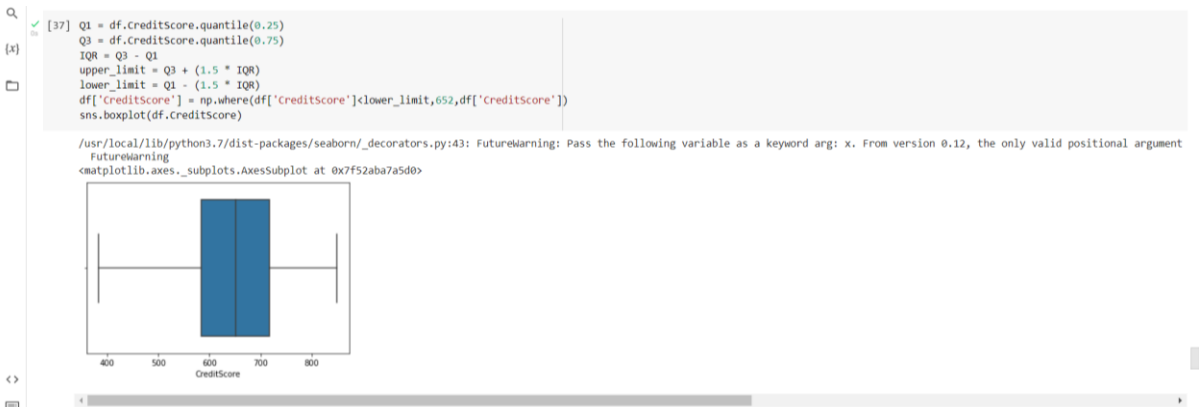 [37] Q1 = df.CreditScore.quantile(0.25)
Q3 = df.CreditScore.quantile(0.75)
IQR = Q3 - Q1
upper_limit = Q3 + (1.5 * IQR)
lower_limit = Q1 - (1.5 * IQR)
df['CreditScore'] = np.where(df['CreditScore']<lower_limit,652,df['CreditScore'])
sns.boxplot(df.CreditScore)
/usr/local/lib/python3.7/dist-packages/seaborn/_decorators.py:43: FutureWarning: Pass the following variable as a keyword arg: x. From version 0.12, the only valid positional argument
FutureWarning
<matplotlib.axes._subplots.AxesSubplot at 0x7f52aba7a5d0>
400 500 600 700 800
CreditScore